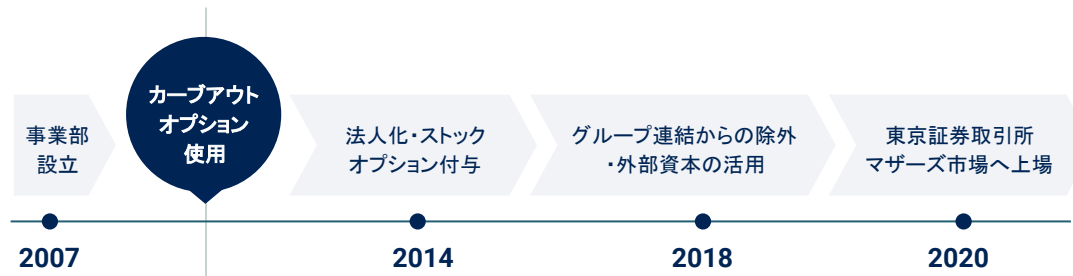 事業部
設立
カーブアウト
オプション
使用
法人化・ストック
オプション付与
グループ連結からの除外
・外部資本の活用
東京証券取引所
マザーズ市場へ上場
2007
2014
2018
2020